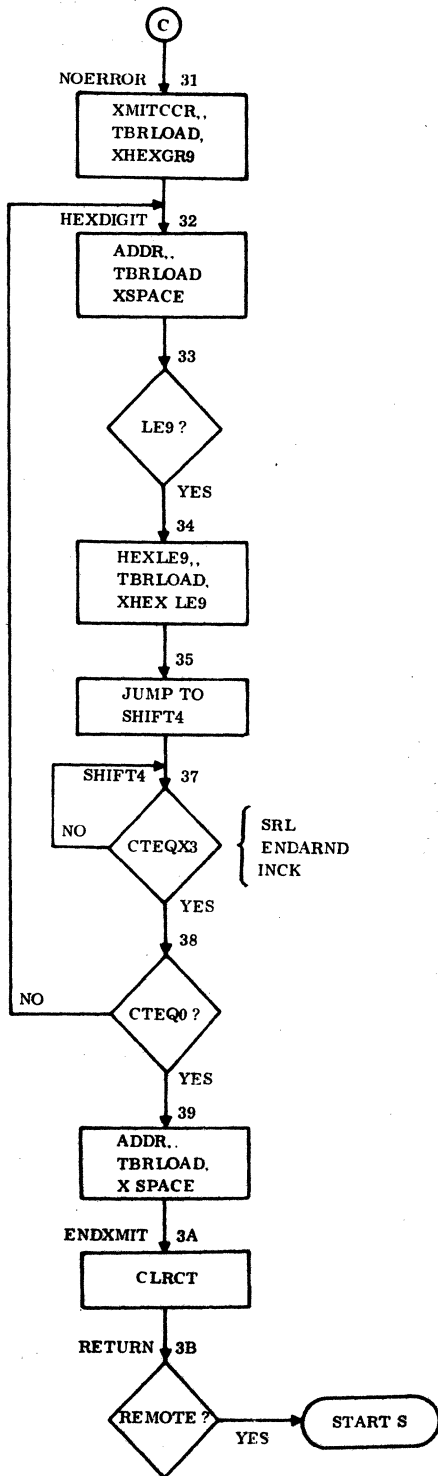 C
NOERROR 31
XMITCCR,,
TBRLOAD,
XHEXGR9
HEXDIGIT 32
ADDR,,
TBRLOAD
XSPACE
33
LE9 ?
YES
34
HEXLE9,,
TBRLOAD,
XHEX LE9
35
JUMP TO
SHIFT4
SHIFT4 37
NO
CTEQX3
SRL
ENDARND
INCK
YES
38
NO
CTEQ0 ?
YES
39
ADDR,.
TBRLOAD,
X SPACE
ENDXMIT 3A
CLRCT
RETURN 3B
REMOTE ?
YES
START S